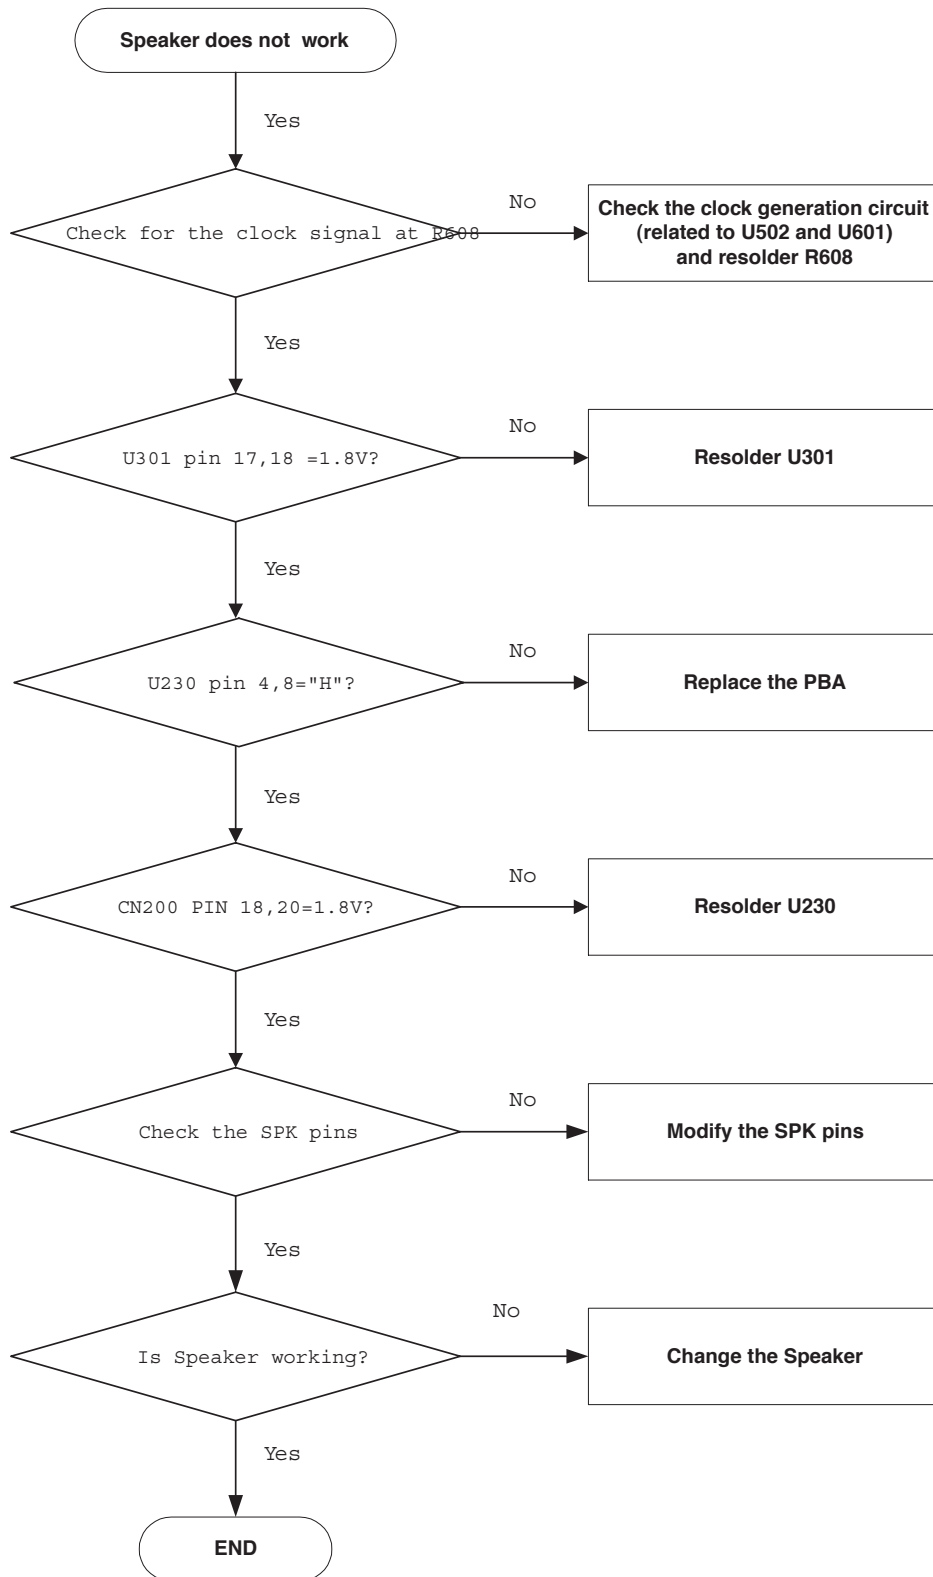 Speaker does not  work
Yes
Check for the clock signal at R608
No
Check the clock generation circuit
(related to U502 and U601)
and resolder R608
Yes
U301 pin 17,18 =1.8V?
No
Resolder U301
Yes
U230 pin 4,8="H"?
No
Replace the PBA
Yes
CN200 PIN 18,20=1.8V?
No
Resolder U230
Yes
Check the SPK pins
No
Modify the SPK pins
Yes
Is Speaker working?
No
Change the Speaker
Yes
END